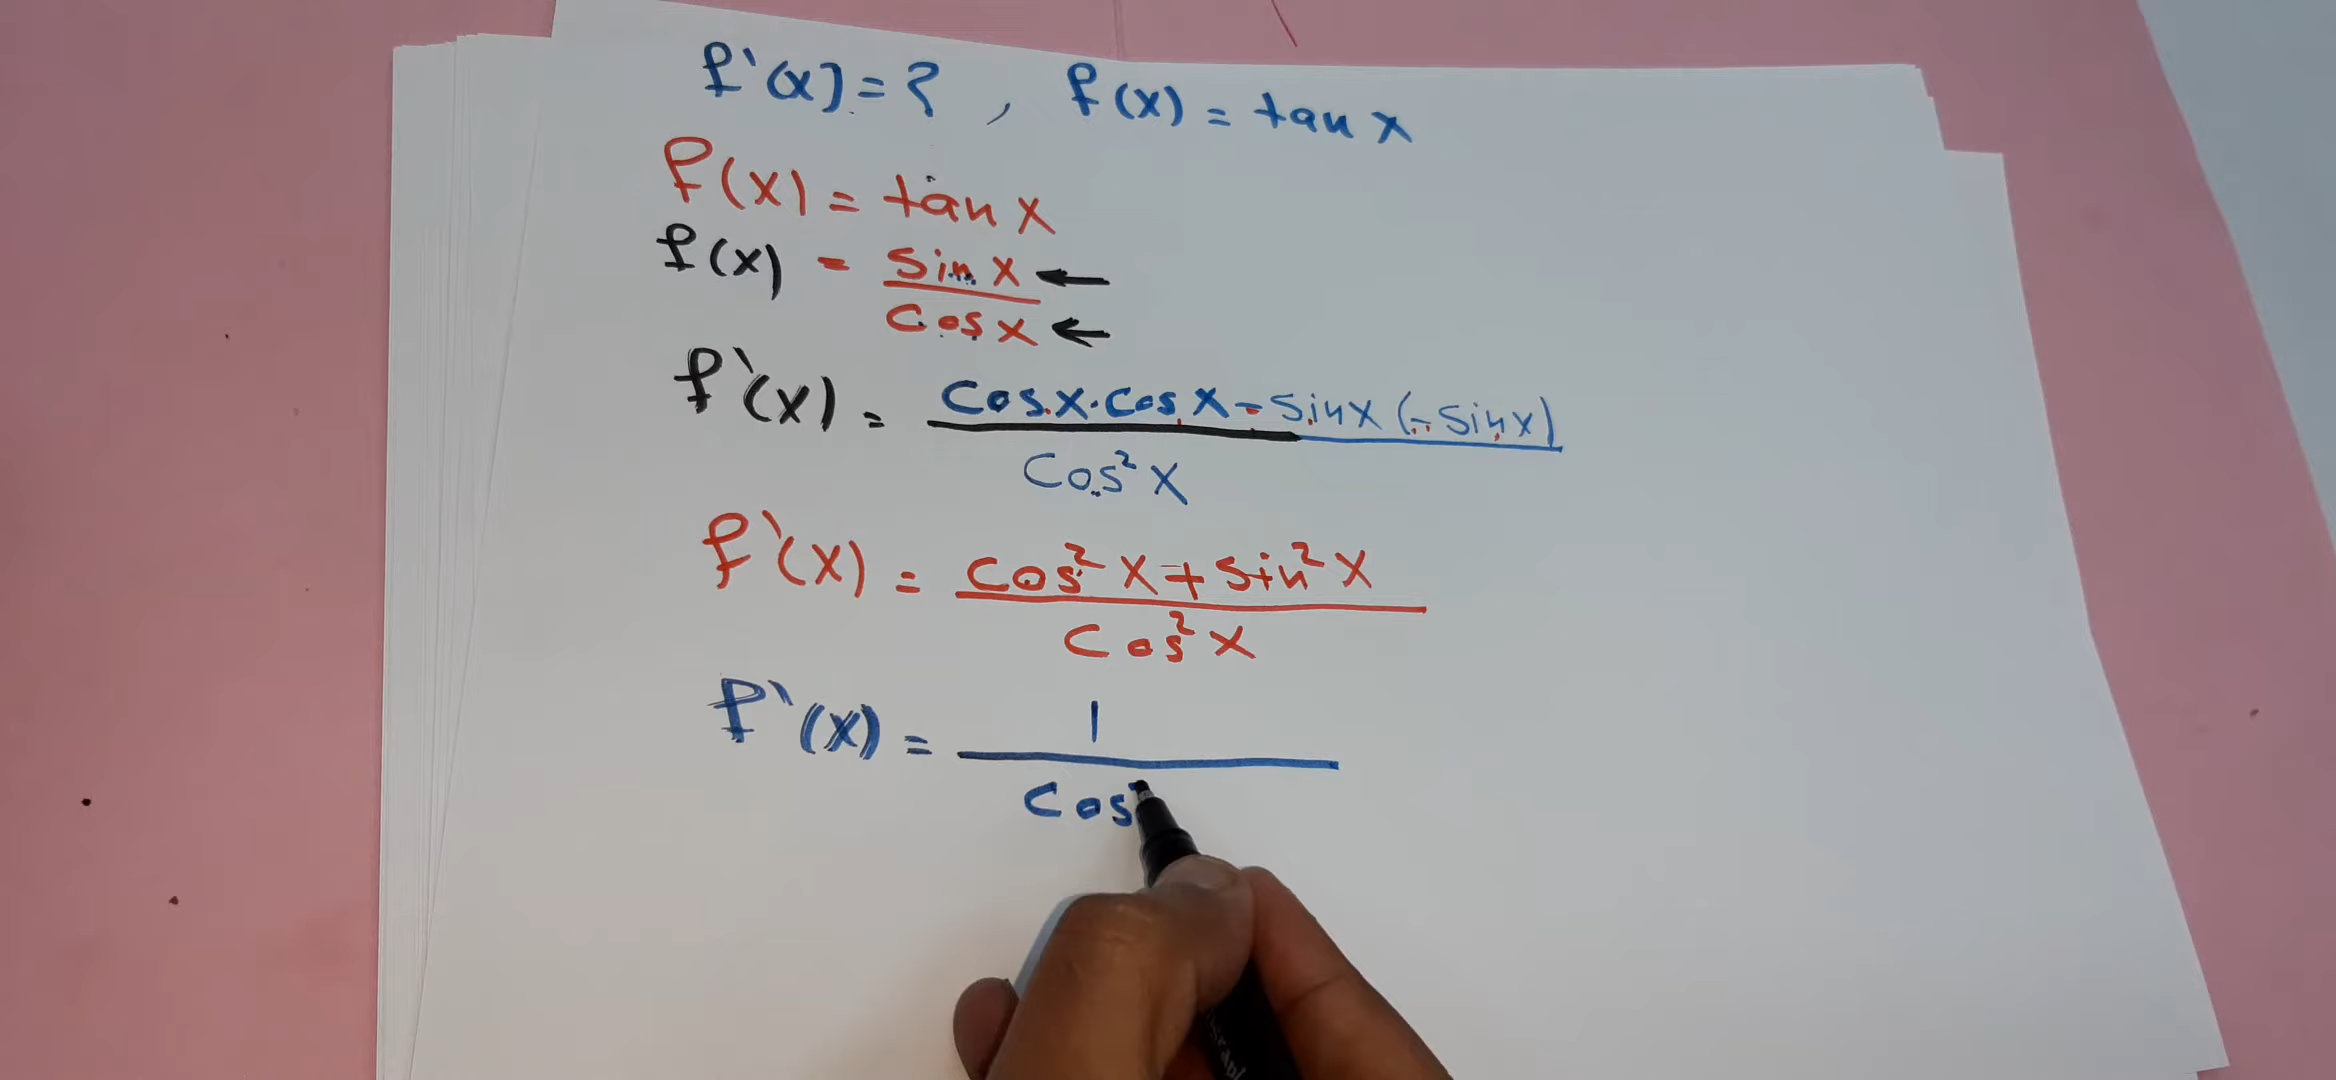 f'(x) = ? , f(x) = tan x
f(x) = tan x
f(x) = sin x / cos x
f'(x) = cos x · cos x - sin x (- sin x) / cos² x
f'(x) = cos² x + sin² x / cos² x
f'(x) = 1 / cos